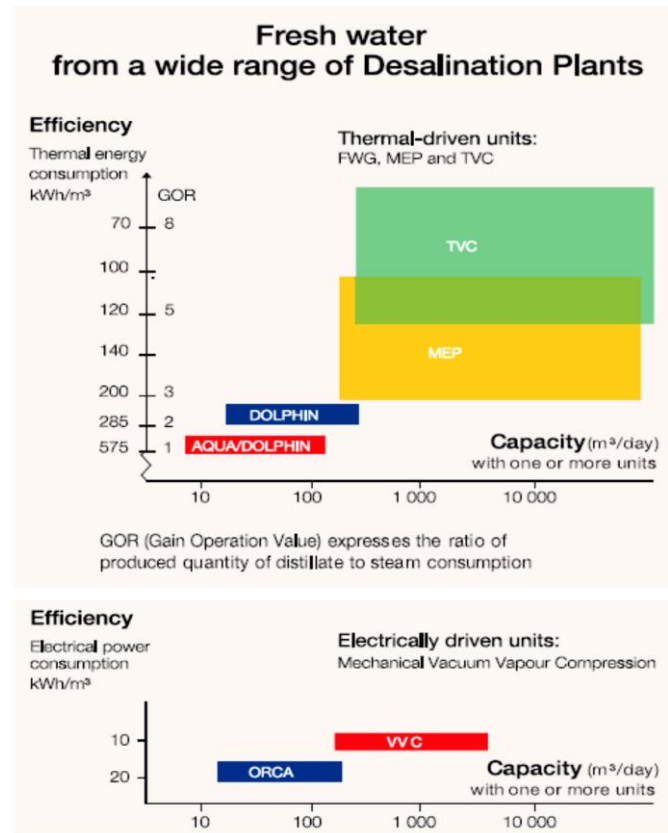 Fresh water
from a wide range of Desalination Plants
Efficiency
Thermal energy
consumption
kWh/m³
GOR
Thermal-driven units:
FWG, MEP and TVC
70 8
100
120 5
140
200 3
285 2
575 1
TVC
MEP
DOLPHIN
AQUA/DOLPHIN
Capacity (m³/day)
with one or more units
10 100 1 000 10 000
GOR (Gain Operation Value) expresses the ratio of
produced quantity of distillate to steam consumption
Efficiency
Electrical power
consumption
kWh/m³
Electrically driven units:
Mechanical Vacuum Vapour Compression
10
20
VVC
ORCA
Capacity (m³/day)
with one or more units
10 100 1 000 10 000